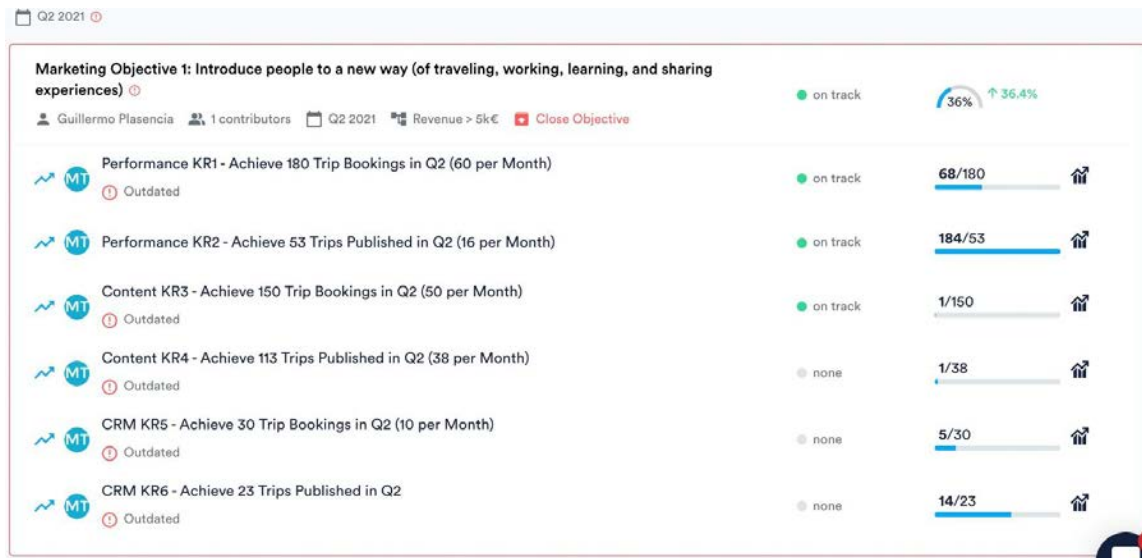 Q2 2021
Marketing Objective 1: Introduce people to a new way (of traveling, working, learning, and sharing
experiences)
on track
36%
↑ 36.4%
Guillermo Plasencia 1 contributors Q2 2021 Revenue > 5k€ Close Objective
MT
Performance KR1 - Achieve 180 Trip Bookings in Q2 (60 per Month)
Outdated
on track
68/180
MT
Performance KR2 - Achieve 53 Trips Published in Q2 (16 per Month)
on track
184/53
MT
Content KR3 - Achieve 150 Trip Bookings in Q2 (50 per Month)
Outdated
on track
1/150
MT
Content KR4 - Achieve 113 Trips Published in Q2 (38 per Month)
Outdated
none
1/38
MT
CRM KR5 - Achieve 30 Trip Bookings in Q2 (10 per Month)
Outdated
none
5/30
MT
CRM KR6 - Achieve 23 Trips Published in Q2
Outdated
none
14/23